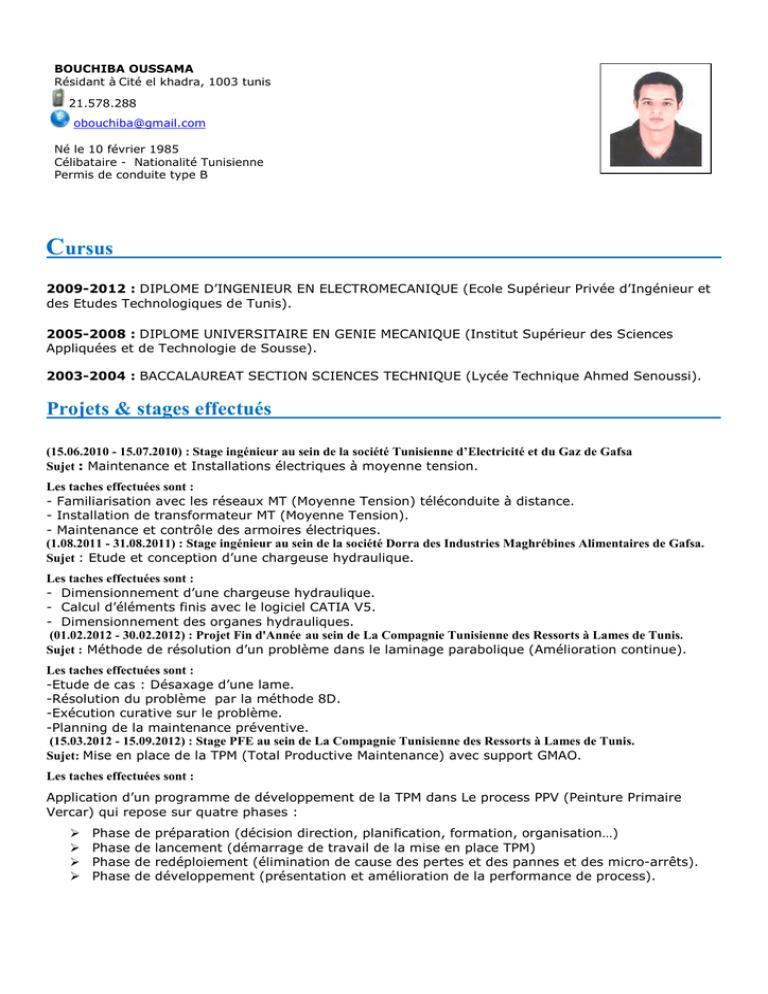 BOUCHIBA OUSSAMA
Résidant à Cité el khadra, 1003 tunis
21.578.288
obouchiba@gmail.com
Né le 10 février 1985
Célibataire - Nationalité Tunisienne
Permis de conduite type B
Cursus
2009-2012 : DIPLOME D’INGENIEUR EN ELECTROMECANIQUE (Ecole Supérieur Privée d’Ingénieur et
des Etudes Technologiques de Tunis).
2005-2008 : DIPLOME UNIVERSITAIRE EN GENIE MECANIQUE (Institut Supérieur des Sciences
Appliquées et de Technologie de Sousse).
2003-2004 : BACCALAUREAT SECTION SCIENCES TECHNIQUE (Lycée Technique Ahmed Senoussi).
Projets & stages effectués
(15.06.2010 - 15.07.2010) : Stage ingénieur au sein de la société Tunisienne d’Electricité et du Gaz de Gafsa
Sujet : Maintenance et Installations électriques à moyenne tension.
Les taches effectuées sont :
- Familiarisation avec les réseaux MT (Moyenne Tension) téléconduite à distance.
- Installation de transformateur MT (Moyenne Tension).
- Maintenance et contrôle des armoires électriques.
(1.08.2011 - 31.08.2011) : Stage ingénieur au sein de la société Dorra des Industries Maghrébines Alimentaires de Gafsa.
Sujet : Etude et conception d’une chargeuse hydraulique.
Les taches effectuées sont :
- Dimensionnement d’une chargeuse hydraulique.
- Calcul d’éléments finis avec le logiciel CATIA V5.
- Dimensionnement des organes hydrauliques.
(01.02.2012 - 30.02.2012) : Projet Fin d'Année au sein de La Compagnie Tunisienne des Ressorts à Lames de Tunis.
Sujet : Méthode de résolution d’un problème dans le laminage parabolique (Amélioration continue).
Les taches effectuées sont :
-Etude de cas : Désaxage d’une lame.
-Résolution du problème par la méthode 8D.
-Exécution curative sur le problème.
-Planning de la maintenance préventive.
(15.03.2012 - 15.09.2012) : Stage PFE au sein de La Compagnie Tunisienne des Ressorts à Lames de Tunis.
Sujet: Mise en place de la TPM (Total Productive Maintenance) avec support GMAO.
Les taches effectuées sont :
Application d’un programme de développement de la TPM dans Le process PPV (Peinture Primaire
Vercar) qui repose sur quatre phases :
➢ Phase de préparation (décision direction, planification, formation, organisation…)
➢ Phase de lancement (démarrage de travail de la mise en place TPM)
➢ Phase de redéploiement (élimination de cause des pertes et des pannes et des micro-arrêts).
➢ Phase de développement (présentation et amélioration de la performance de process).